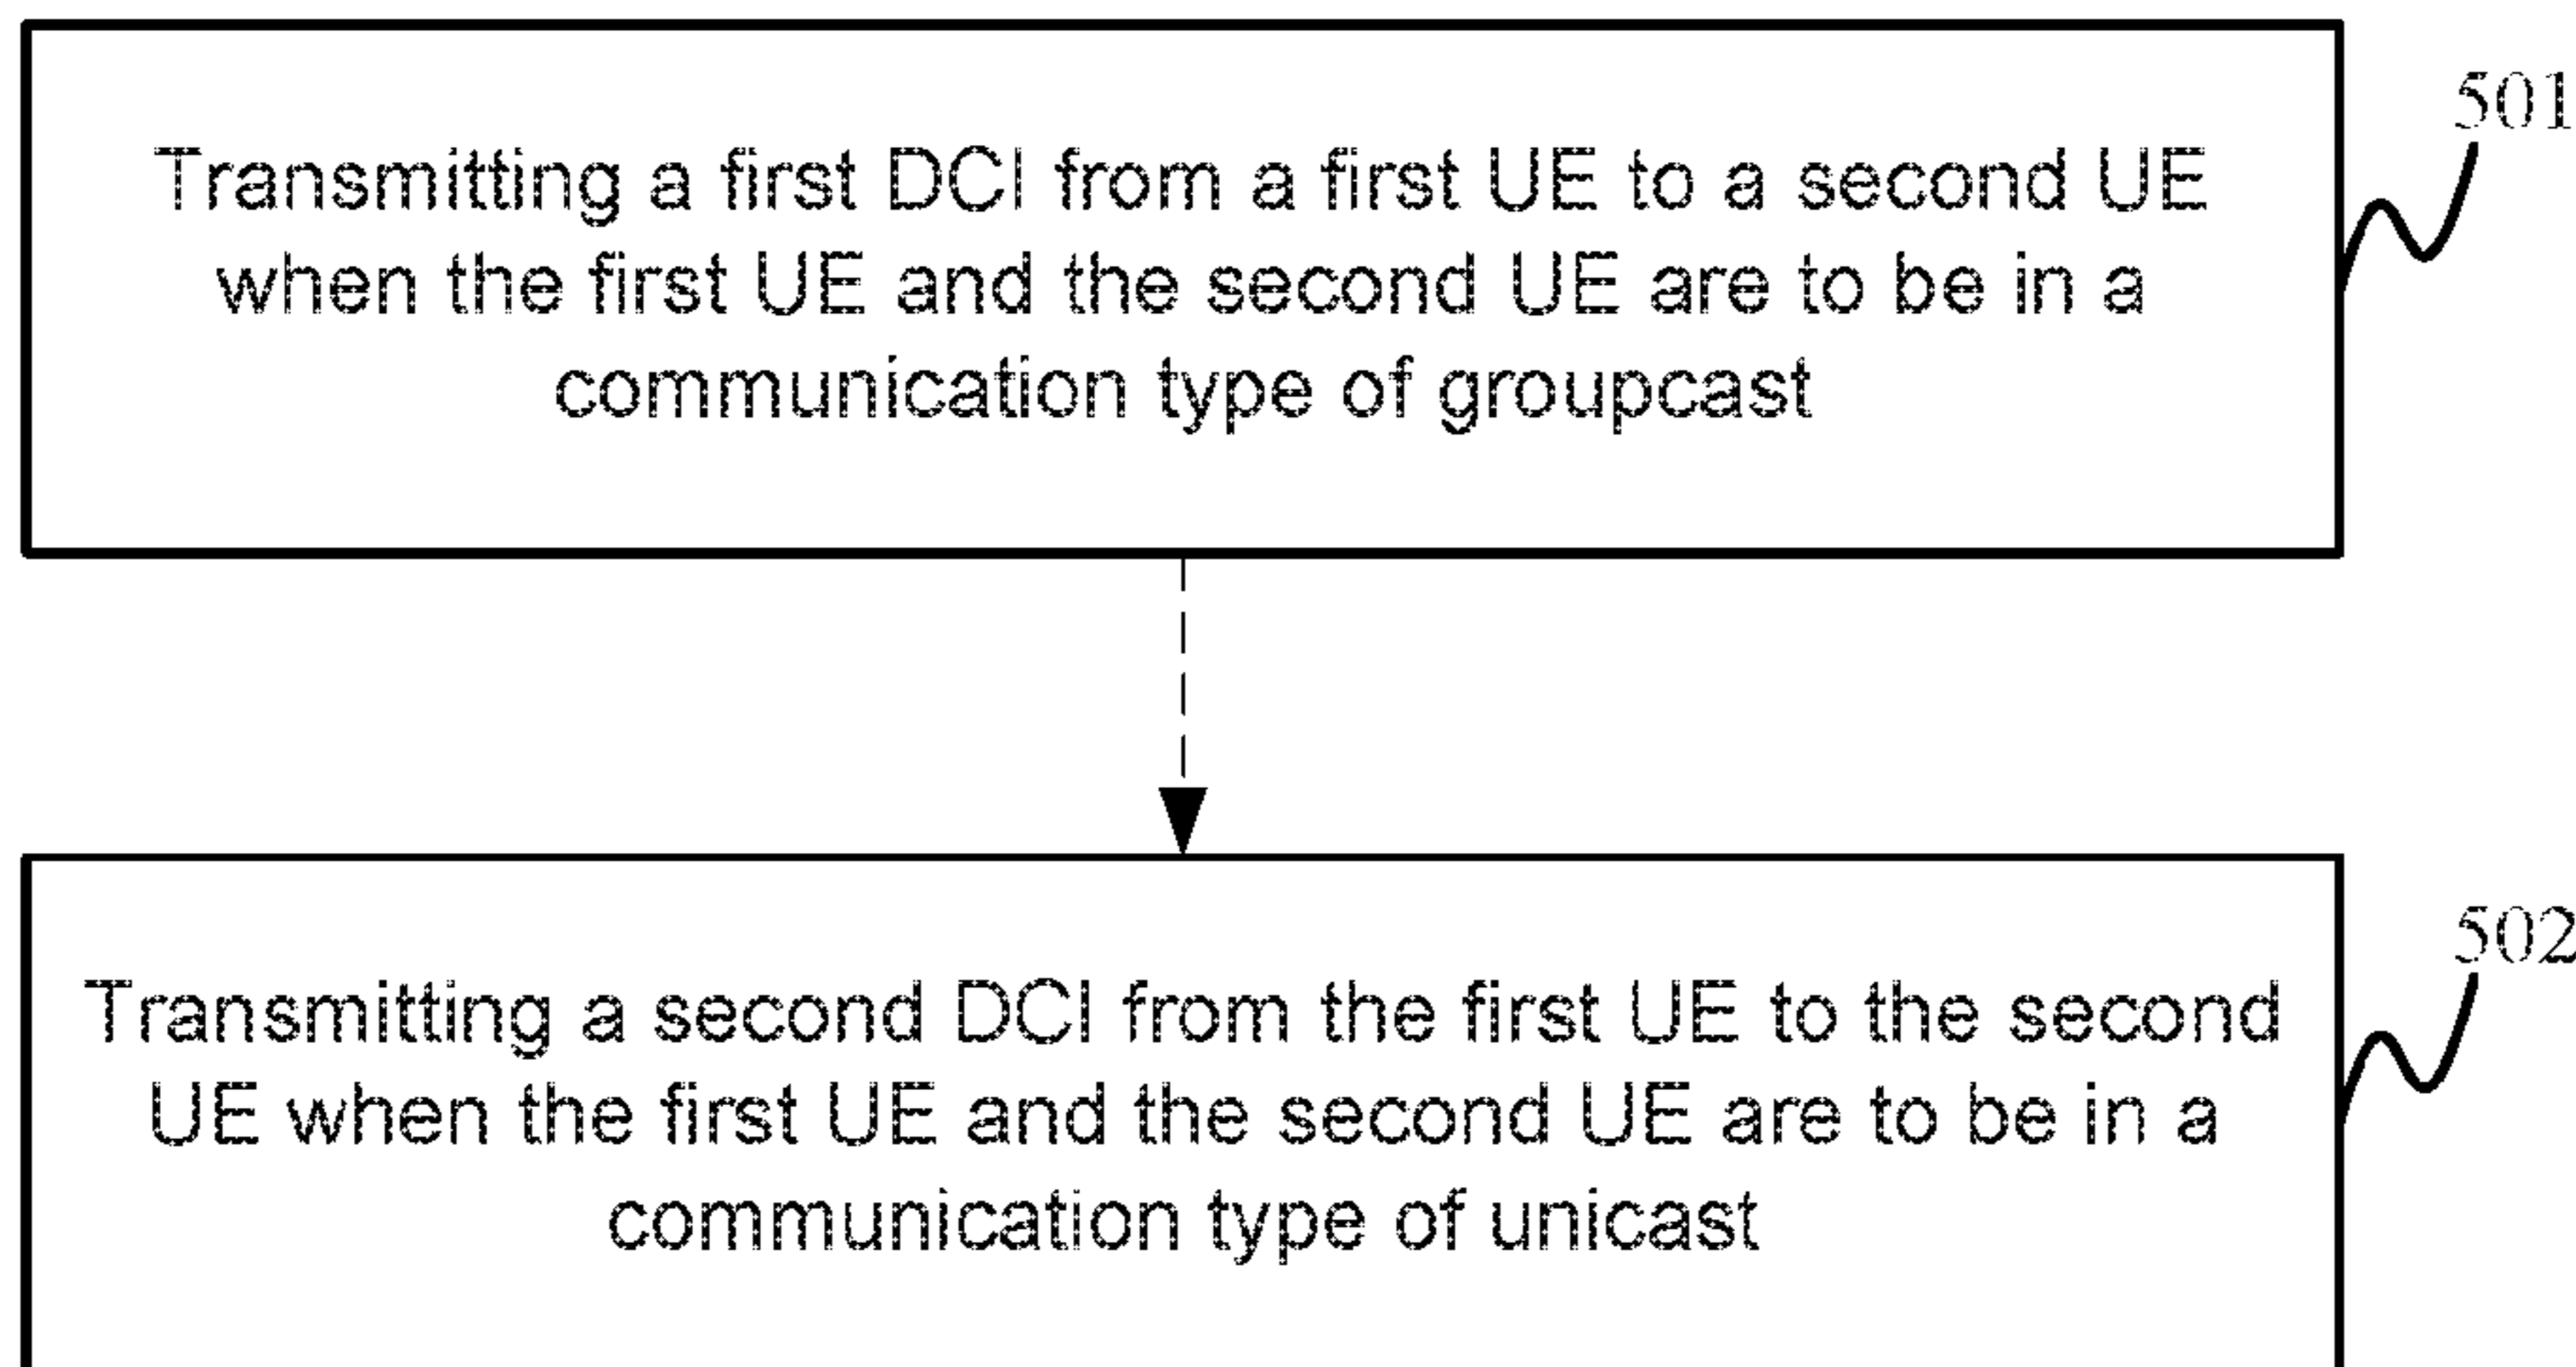 501
Transmitting a first DCI from a first UE to a second UE
when the first UE and the second UE are to be in a
communication type of groupcast
502
Transmitting a second DCI from the first UE to the second
UE when the first UE and the second UE are to be in a
communication type of unicast